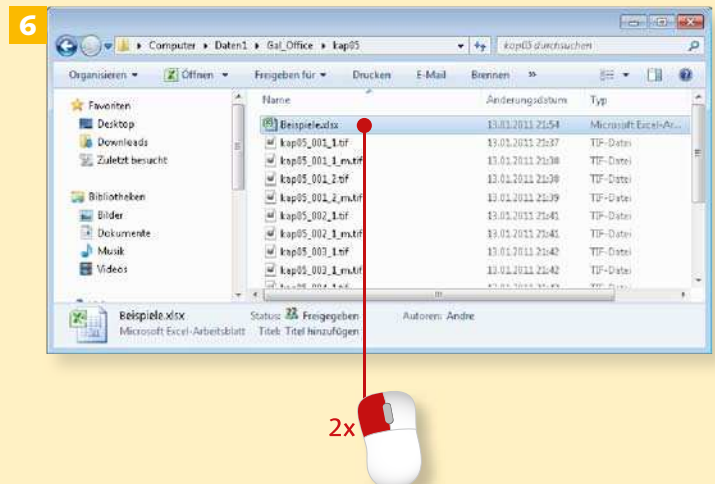 6
Computer Daten1 Gal_Office kap05
kap05 durchsuchen
Organisieren Öffnen Freigeben für Drucken E-Mail Brennen »
Favoriten
Desktop
Downloads
Zuletzt besucht
Bibliotheken
Bilder
Dokumente
Musik
Videos
Name Änderungsdatum Typ
Beispiele.xlsx 13.01.2011 21:54 Microsoft Excel-Ar...
kap05_001_1.tif 13.01.2011 21:37 TIF-Datei
kap05_001_1_m.tif 13.01.2011 21:38 TIF-Datei
kap05_001_2.tif 13.01.2011 21:38 TIF-Datei
kap05_001_2_m.tif 13.01.2011 21:39 TIF-Datei
kap05_002_1.tif 13.01.2011 21:41 TIF-Datei
kap05_002_1_m.tif 13.01.2011 21:41 TIF-Datei
kap05_003_1.tif 13.01.2011 21:42 TIF-Datei
kap05_003_1_m.tif 13.01.2011 21:42 TIF-Datei
Beispiele.xlsx Status: Freigegeben Autoren: Andre
Microsoft Excel-Arbeitsblatt Titel: Titel hinzufügen
2x